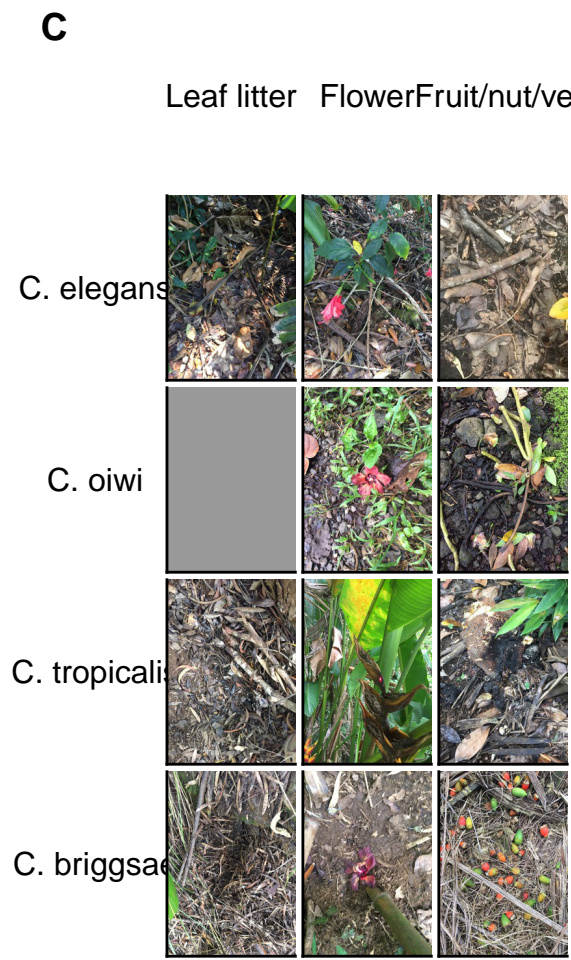 C
Leaf litter FlowerFruit/nut/ve
C. elegans
C. oiwi
C. tropicalis
C. briggsae